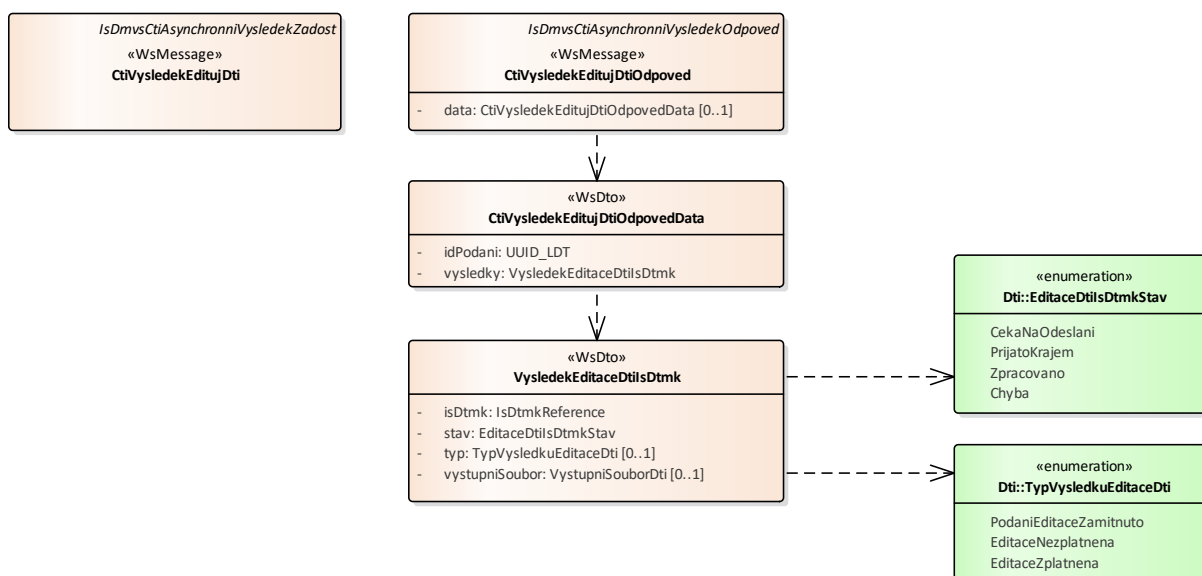 IsDmvsCtiAsynchronniVysledekZadost
«WsMessage»
CtiVysledekEditujDti
IsDmvsCtiAsynchronniVysledekOdpoved
«WsMessage»
CtiVysledekEditujDtiOdpoved
- data: CtiVysledekEditujDtiOdpovedData [0..1]
«WsDto»
CtiVysledekEditujDtiOdpovedData
- idPodani: UUID_LDT
- vysledky: VysledekEditaceDtiIsDtmk
«WsDto»
VysledekEditaceDtiIsDtmk
- isDtmk: IsDtmkReference
- stav: EditaceDtiIsDtmkStav
- typ: TypVysledkuEditaceDti [0..1]
- vystupniSoubor: VystupniSouborDti [0..1]
«enumeration»
Dti::EditaceDtiIsDtmkStav
CekaNaOdeslani
PrijatoKrajem
Zpracovano
Chyba
«enumeration»
Dti::TypVysledkuEditaceDti
PodaniEditaceZamitnuto
EditaceNezplatnena
EditaceZplatnena